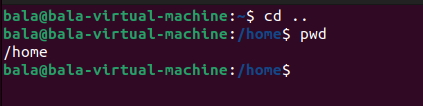 bala@bala-virtual-machine:~$ cd ..
bala@bala-virtual-machine:/home$ pwd
/home
bala@bala-virtual-machine:/home$